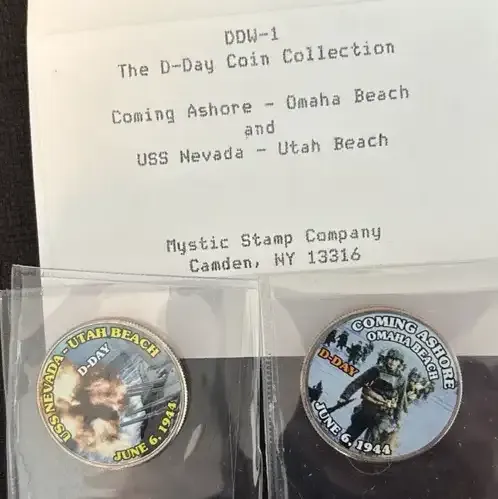 DDW-1
The D-Day Coin Collection
Coming Ashore - Omaha Beach
and
USS Nevada - Utah Beach
Mystic Stamp Company
Camden, NY 13316
USS NEVADA - UTAH BEACH
D-DAY
JUNE 6, 1944
COMING ASHORE
OMAHA BEACH
D-DAY
JUNE 6, 1944